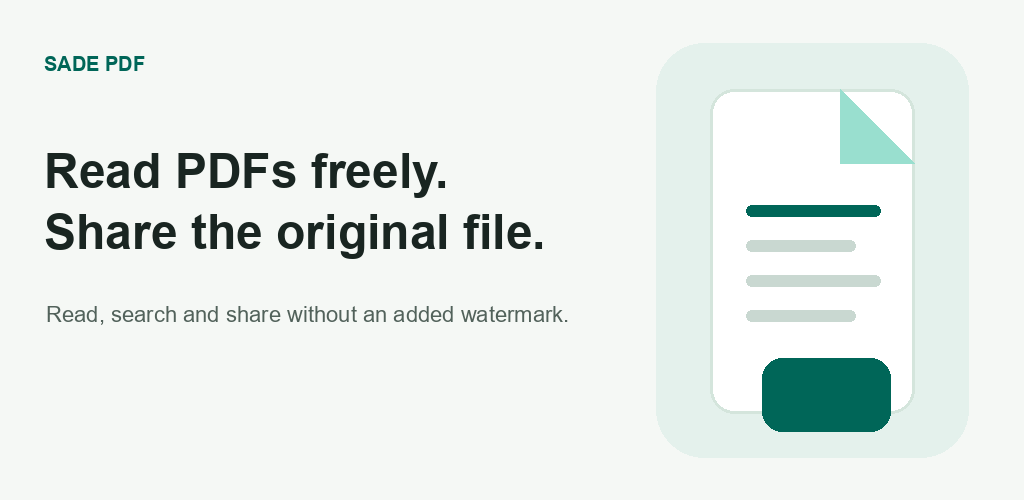 SADE PDF
Read PDFs freely.
Share the original file.
Read, search and share without an added watermark.